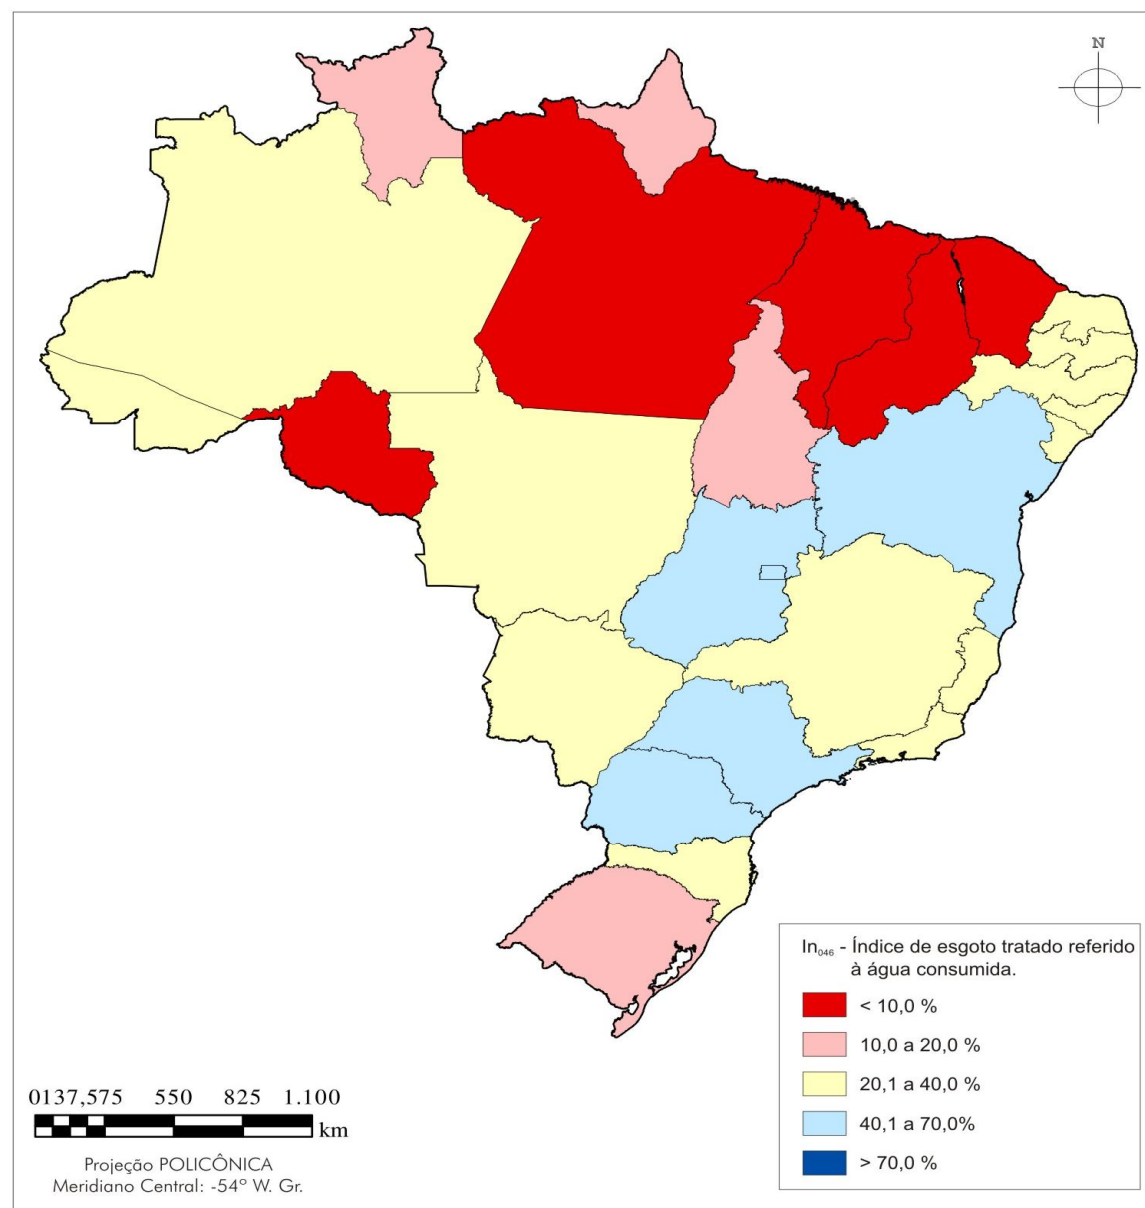 N
In₀₄₆ - Índice de esgoto tratado referido
à água consumida.
< 10,0 %
10,0 a 20,0 %
20,1 a 40,0 %
40,1 a 70,0%
> 70,0 %
0137,575 550 825 1.100
km
Projeção POLICÔNICA
Meridiano Central: -54º W. Gr.